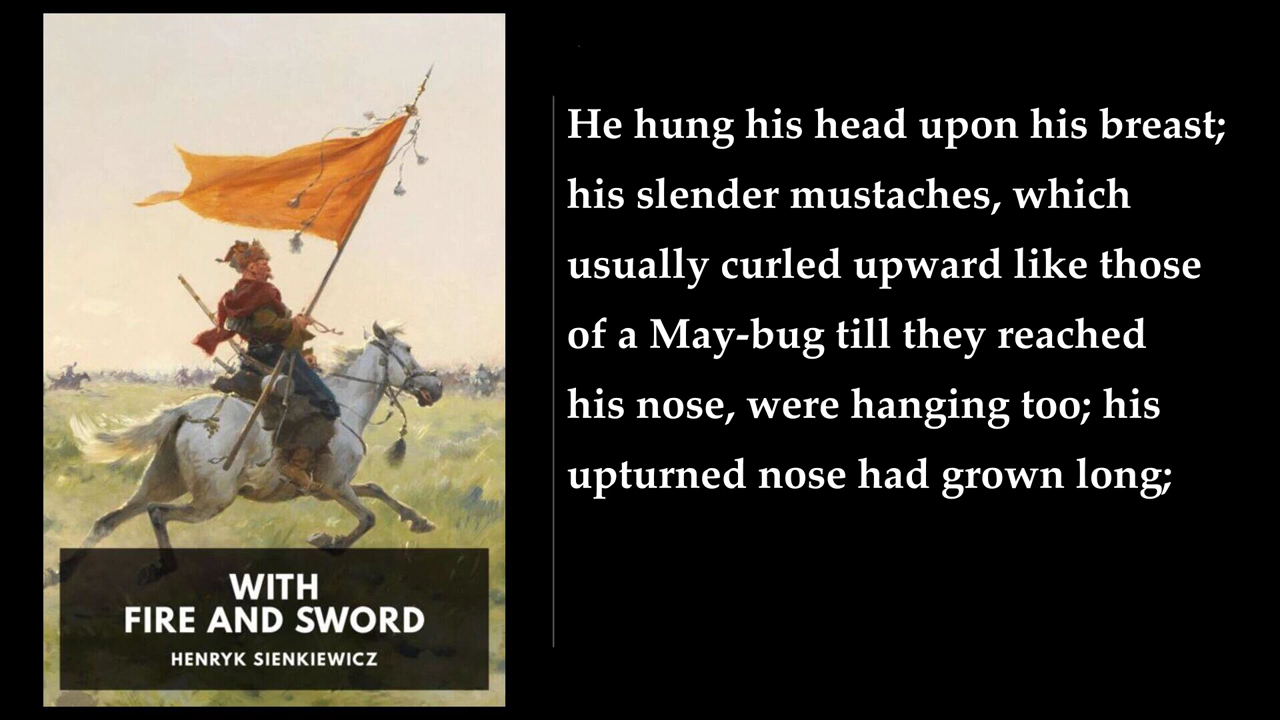 He hung his head upon his breast;
his slender mustaches, which
usually curled upward like those
of a May-bug till they reached
his nose, were hanging too; his
upturned nose had grown long;
WITH
FIRE AND SWORD
HENRYK SIENKIEWICZ